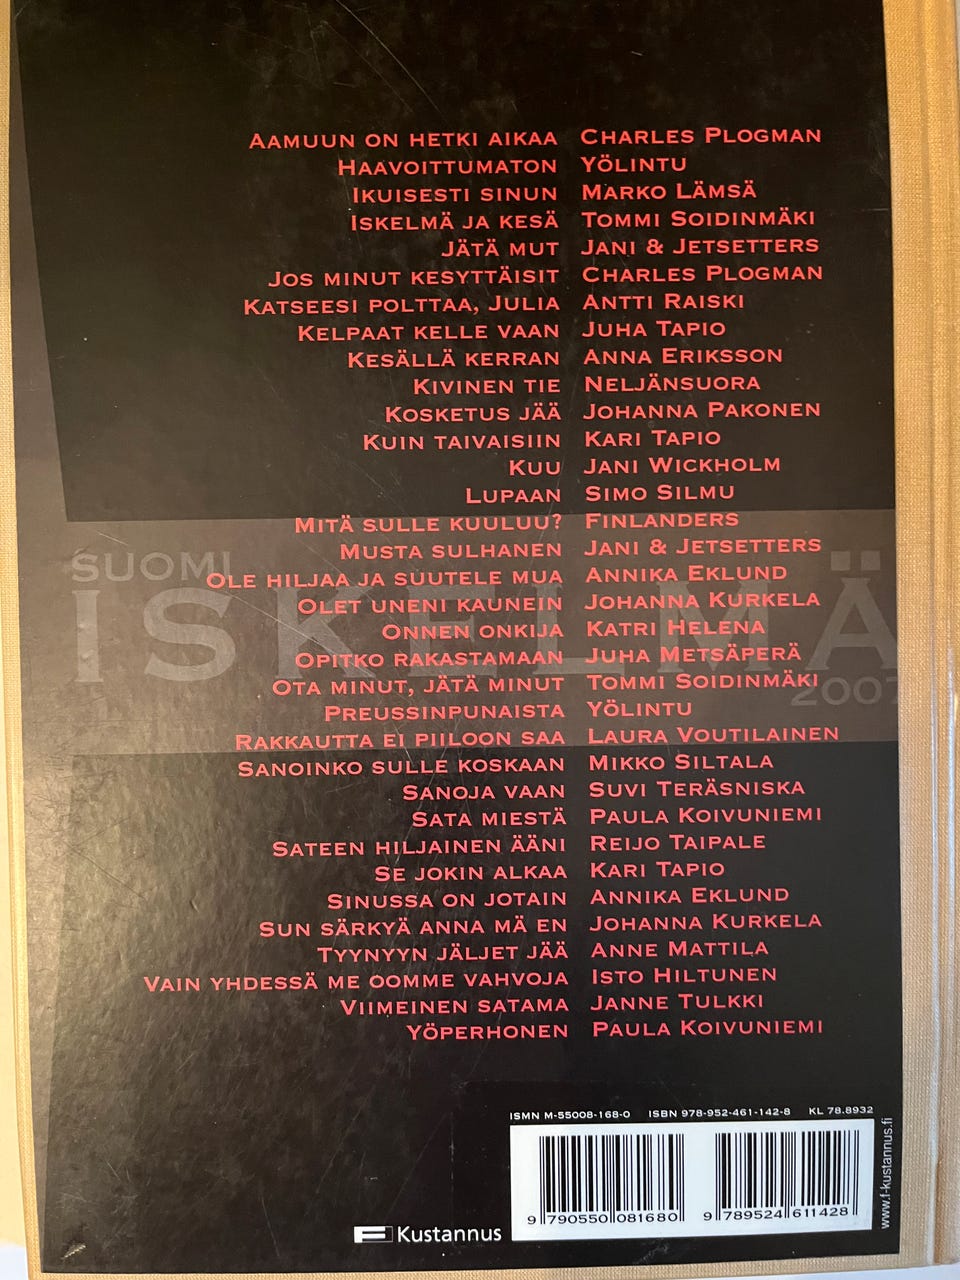 AAMUUN ON HETKI AIKAA CHARLES PLOGMAN
HAAVOITTUMATON YÖLINTU
IKUISESTI SINUN MARKO LÄMSÄ
ISKELMÄ JA KESÄ TOMMI SOIDINMÄKI
JÄTÄ MUT JANI & JETSETTERS
JOS MINUT KESYTTÄISIT CHARLES PLOGMAN
KATSEESI POLTTAA, JULIA ANTTI RAISKI
KELPAAT KELLE VAAN JUHA TAPIO
KESÄLLÄ KERRAN ANNA ERIKSSON
KIVINEN TIE NELJÄNSUORA
KOSKETUS JÄÄ JOHANNA PAKONEN
KUIN TAIVAISIIN KARI TAPIO
KUU JANI WICKHOLM
LUPAAN SIMO SILMU
MITÄ SULLE KUULUU? FINLANDERS
MUSTA SULHANEN JANI & JETSETTERS
OLE HILJAA JA SUUTELE MUA ANNIKA EKLUND
OLET UNENI KAUNEIN JOHANNA KURKELA
ONNEN ONKIJA KATRI HELENA
OPITKO RAKASTAMAAN JUHA METSÄPERÄ
OTA MINUT, JÄTÄ MINUT TOMMI SOIDINMÄKI
PREUSSINPUNAISTA YÖLINTU
RAKKAUTTA EI PIILOON SAA LAURA VOUTILAINEN
SANOINKO SULLE KOSKAAN MIKKO SILTALA
SANOJA VAAN SUVI TERÄSNISKA
SATA MIESTÄ PAULA KOIVUNIEMI
SATEEN HILJAINEN ÄÄNI REIJO TAIPALE
SE JOKIN ALKAA KARI TAPIO
SINUSSA ON JOTAIN ANNIKA EKLUND
SUN SÄRKYÄ ANNA MÄ EN JOHANNA KURKELA
TYYNYYN JÄLJET JÄÄ ANNE MATTILA
VAIN YHDESSÄ ME OOMME VAHVOJA ISTO HILTUNEN
VIIMEINEN SATAMA JANNE TULKKI
YÖPERHONEN PAULA KOIVUNIEMI
SUOMI
ISKELMÄ
2007
ISMN M-55008-168-0 ISBN 978-952-461-142-8 KL 78.8932
9 790550 081680 9 789524 611428
www.f-kustannus.fi
F Kustannus